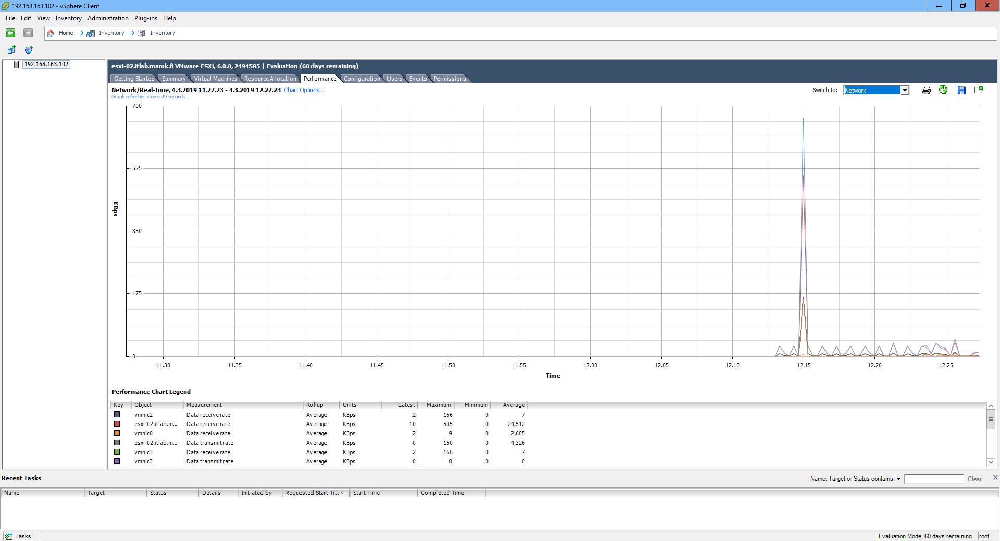 192.168.163.102 - vSphere Client
File Edit View Inventory Administration Plug-ins Help
Home Inventory Inventory
192.168.163.102
esxi-02.itlab.mamk.fi VMware ESXi, 6.0.0, 2494585 | Evaluation (60 days remaining)
Getting Started Summary Virtual Machines Resource Allocation Performance Configuration Users Events Permissions
Network/Real-time, 4.3.2019 11.27.23 - 4.3.2019 12.27.23 Chart Options... Switch to: Network
Graph refreshes every 20 seconds
700
525
KBps
350
175
0
11.30 11.35 11.40 11.45 11.50 11.55 12.00 12.05 12.10 12.15 12.20 12.25
Time
Performance Chart Legend
Key Object Measurement Rollup Units Latest Maximum Minimum Average
vmnic2 Data receive rate Average KBps 2 166 0 7
esxi-02.itlab.m... Data receive rate Average KBps 10 505 0 24,512
vmnic0 Data receive rate Average KBps 2 9 0 2,605
esxi-02.itlab.m... Data transmit rate Average KBps 0 160 0 4,326
vmnic3 Data receive rate Average KBps 2 166 0 7
vmnic3 Data transmit rate Average KBps 0 0 0 0
Recent Tasks Name, Target or Status contains: Clear
Name Target Status Details Initiated by Requested Start Ti... Start Time Completed Time
Tasks Evaluation Mode: 60 days remaining root